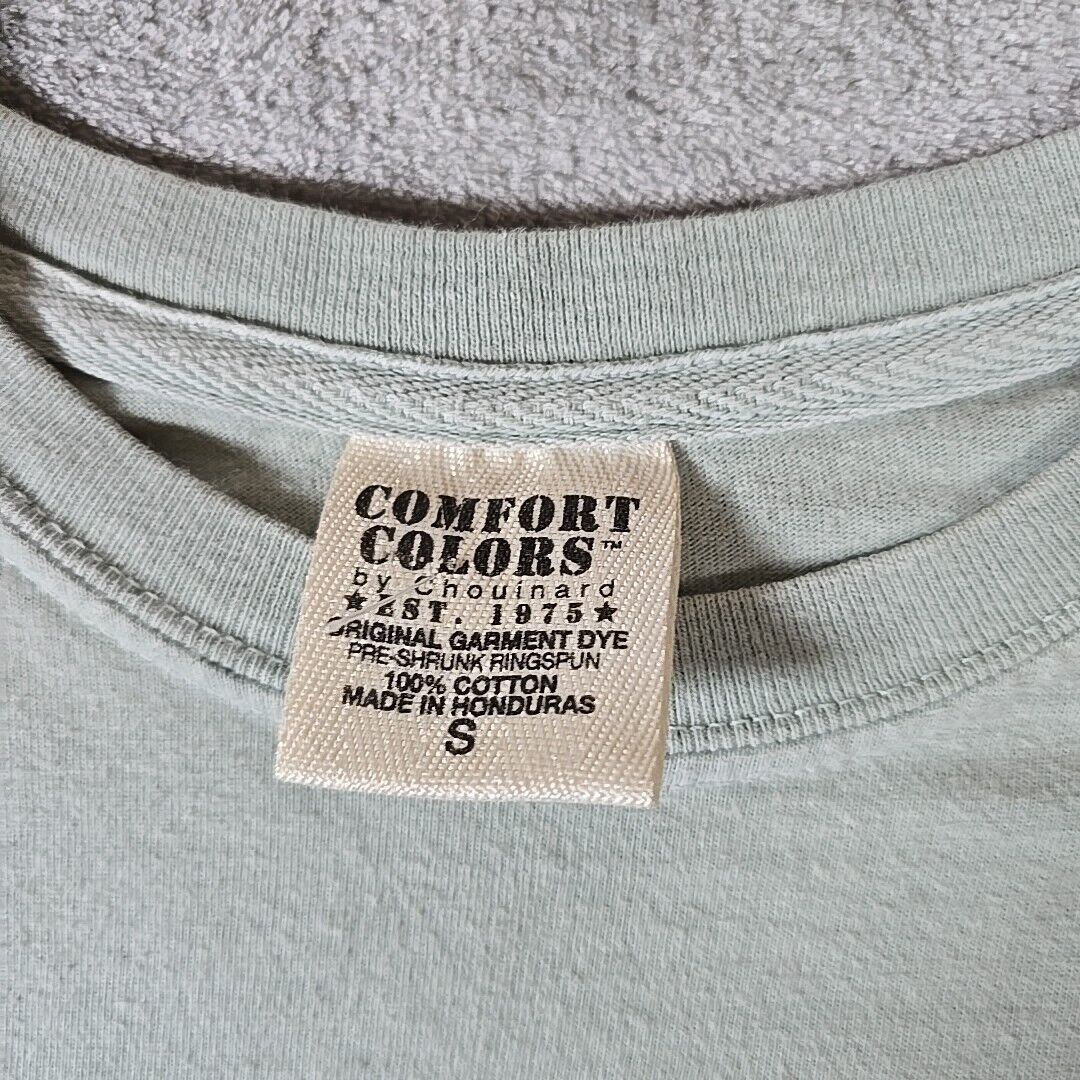 COMFORT
COLORS™
by Chouinard
★EST. 1975★
ORIGINAL GARMENT DYE
PRE-SHRUNK RINGSPUN
100% COTTON
MADE IN HONDURAS
S